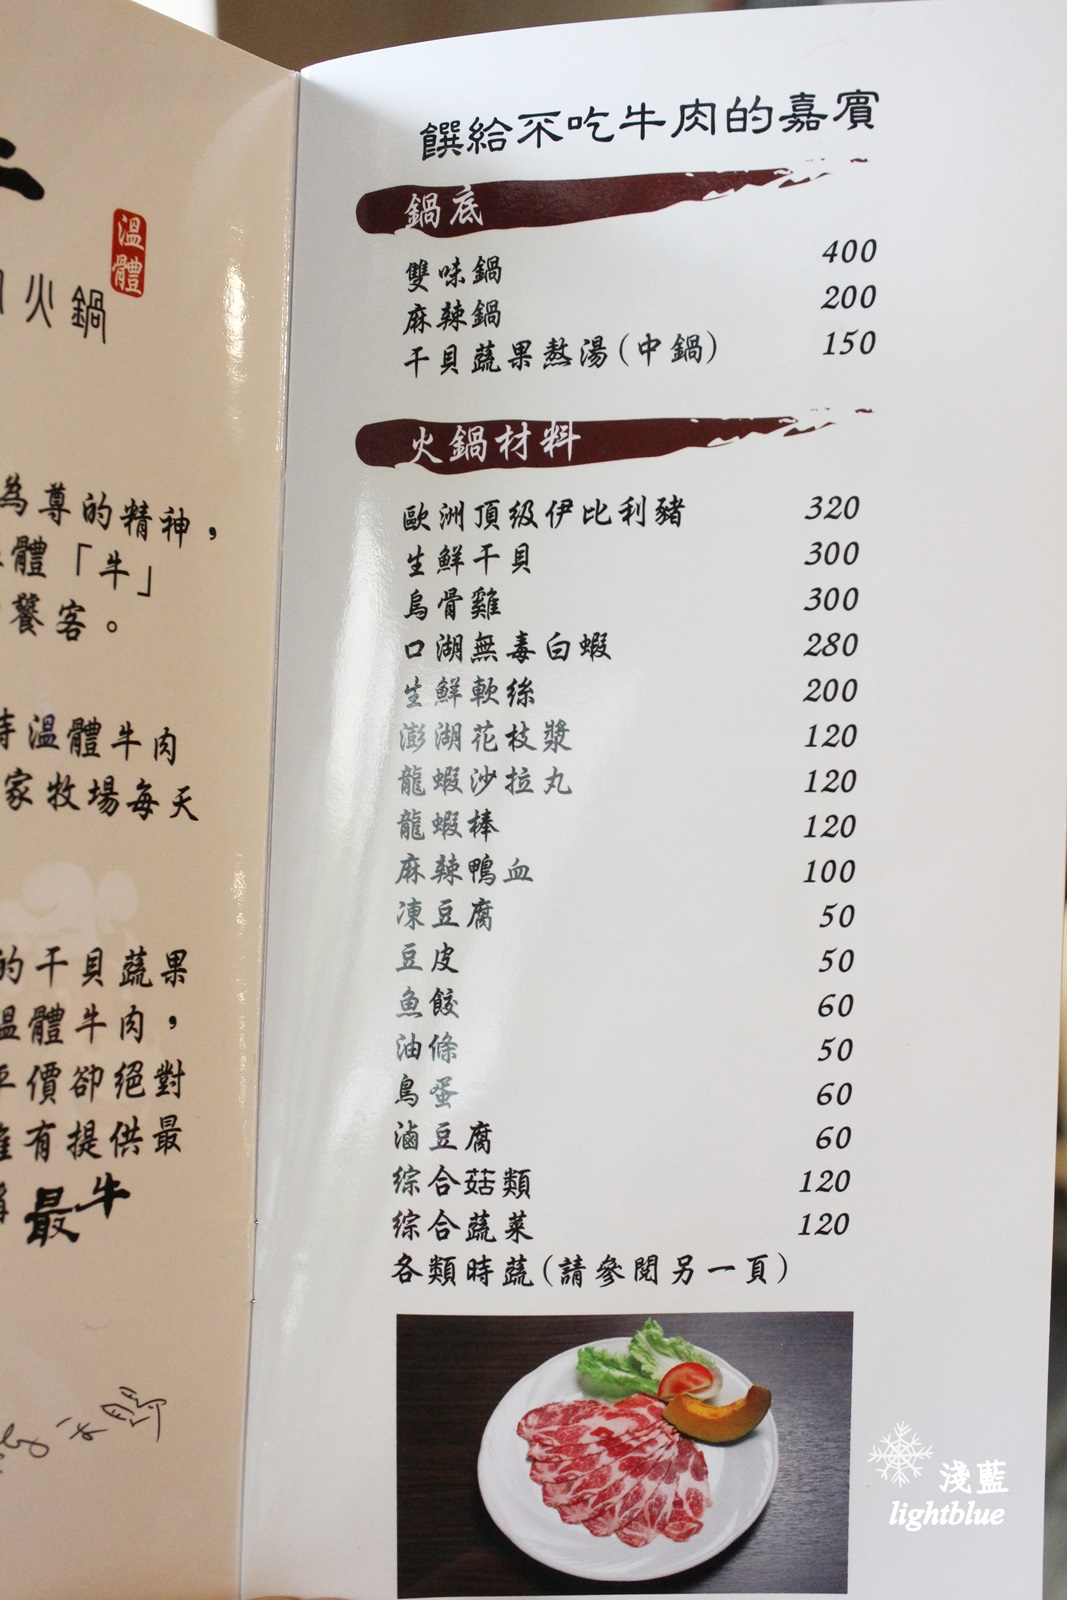 溫
體
火鍋
為尊的精神，
體「牛」
饕客。
溫體牛肉
家牧場每天
的干貝蔬果
溫體牛肉，
價卻絕對
有提供最
最牛
饌給不吃牛肉的嘉賓
鍋底
雙味鍋 400
麻辣鍋 200
干貝蔬果熬湯(中鍋) 150
火鍋材料
歐洲頂級伊比利豬 320
生鮮干貝 300
烏骨雞 300
口湖無毒白蝦 280
生鮮軟絲 200
澎湖花枝漿 120
龍蝦沙拉丸 120
龍蝦棒 120
麻辣鴨血 100
凍豆腐 50
豆皮 50
魚餃 60
油條 50
鳥蛋 60
滷豆腐 60
綜合菇類 120
綜合蔬菜 120
各類時蔬(請參閱另一頁)
淺藍
lightblue